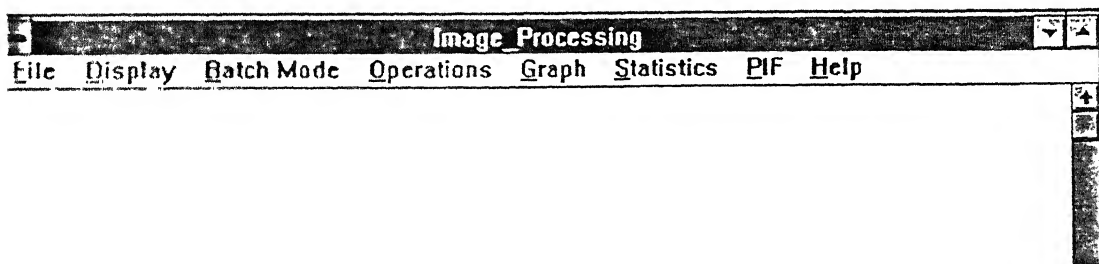 Image_Processing
File Display Batch Mode Operations Graph Statistics PIF Help